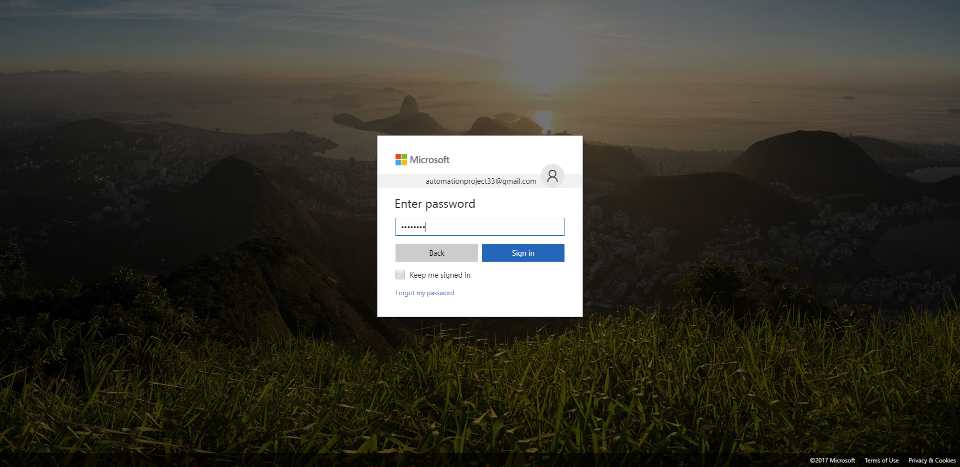 Microsoft
automationproject33@gmail.com
Enter password
••••••••
Back
Sign in
Keep me signed in
Forgot my password
©2017 Microsoft
Terms of Use
Privacy & Cookies